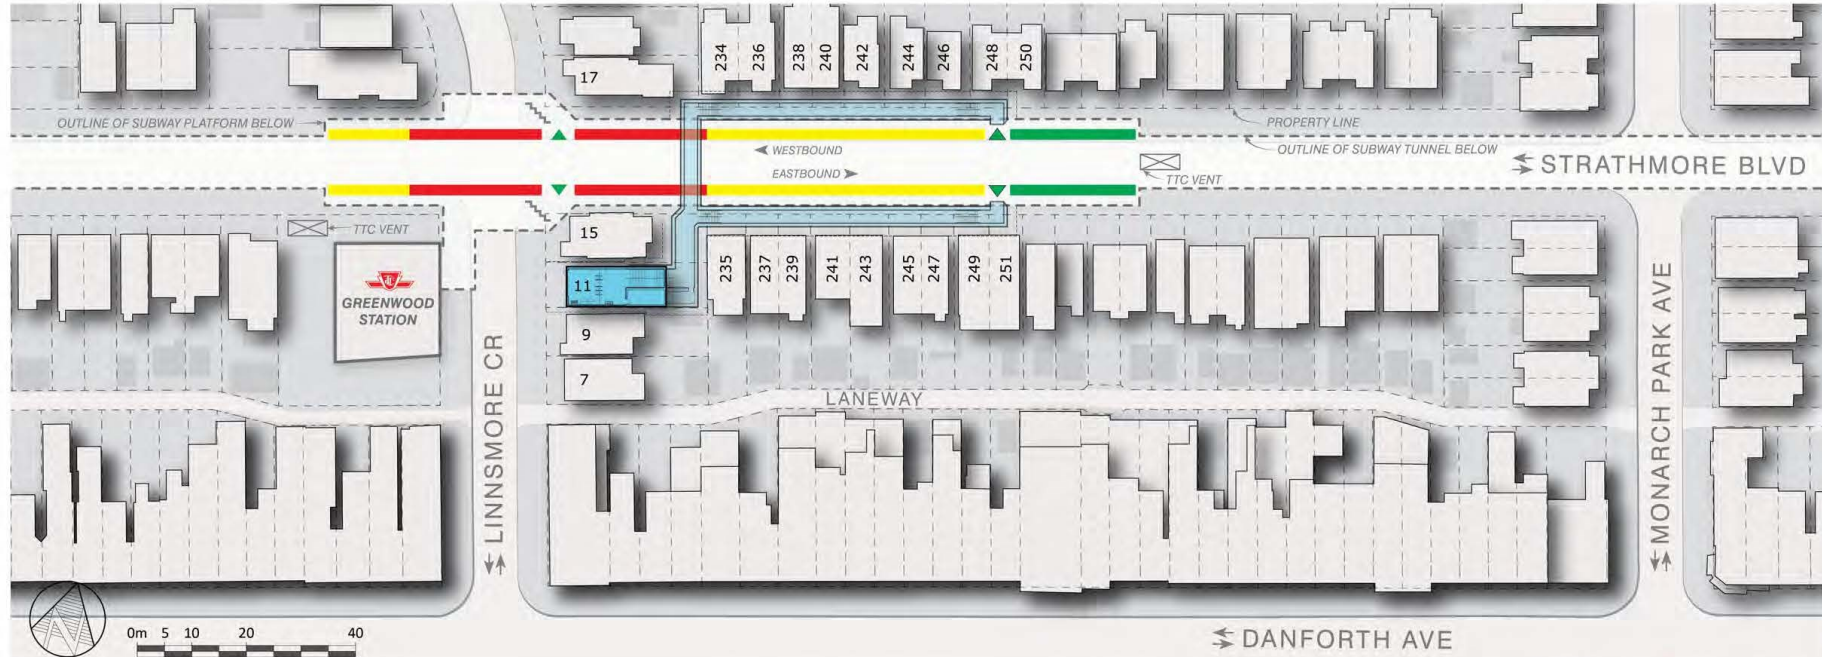 17
234
236
238
240
242
244
246
248
250
OUTLINE OF SUBWAY PLATFORM BELOW
PROPERTY LINE
WESTBOUND
OUTLINE OF SUBWAY TUNNEL BELOW
EASTBOUND
STRATHMORE BLVD
TTC VENT
TTC VENT
15
11
9
7
235
237
239
241
243
245
247
249
251
GREENWOOD
STATION
LINNSMORE CR
MONARCH PARK AVE
LANEWAY
N
0m 5 10 20 40
DANFORTH AVE